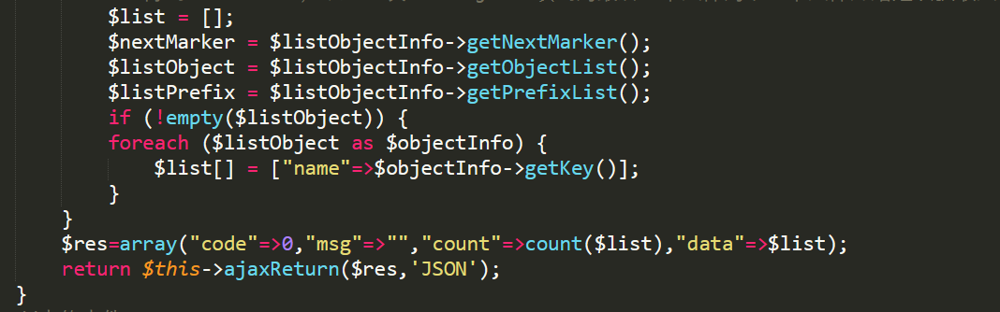 $list = [];
$nextMarker = $listObjectInfo->getNextMarker();
$listObject = $listObjectInfo->getObjectList();
$listPrefix = $listObjectInfo->getPrefixList();
if (!empty($listObject)) {
foreach ($listObject as $objectInfo) {
$list[] = ["name"=>$objectInfo->getKey()];
}
}
$res=array("code"=>0,"msg"=>"","count"=>count($list),"data"=>$list);
return $this->ajaxReturn($res,'JSON');
}